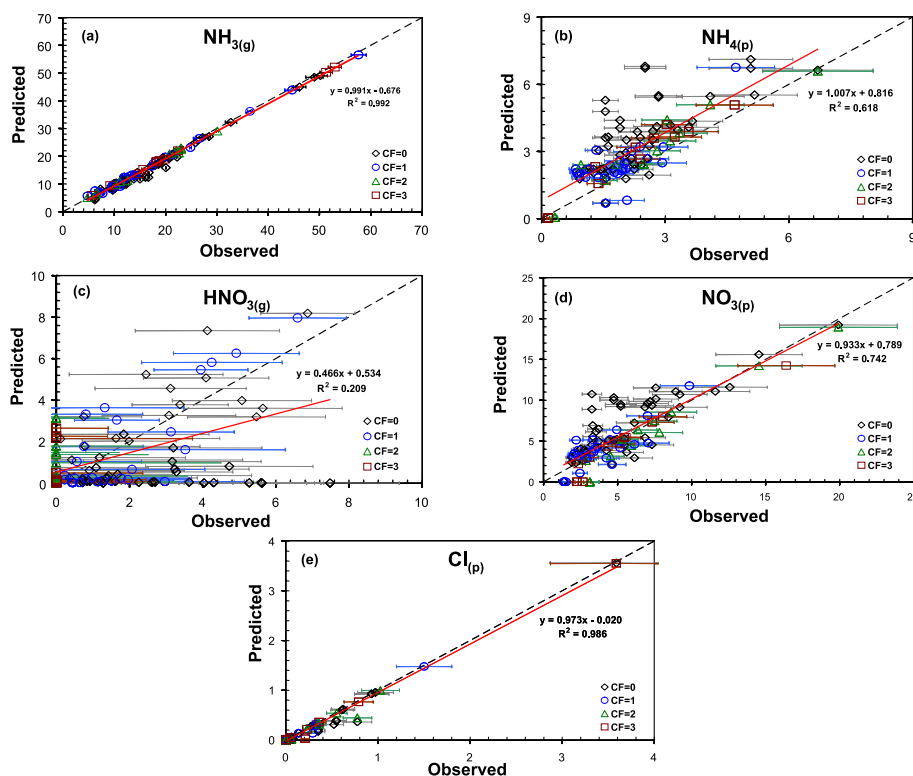 (a)
NH3(g)
Predicted
70
60
50
40
30
20
10
0
y = 0.991x - 0.676
R2 = 0.992
CF=0
CF=1
CF=2
CF=3
0 10 20 30 40 50 60 70
Observed
(b)
NH4(p)
Predicted
9
6
3
0
y = 1.007x + 0.816
R2 = 0.618
CF=0
CF=1
CF=2
CF=3
0 3 6 9
Observed
(c)
HNO3(g)
Predicted
10
8
6
4
2
0
y = 0.466x + 0.534
R2 = 0.209
CF=0
CF=1
CF=2
CF=3
0 2 4 6 8 10
Observed
(d)
NO3(p)
Predicted
25
20
15
10
5
0
y = 0.933x + 0.789
R2 = 0.742
CF=0
CF=1
CF=2
CF=3
0 5 10 15 20
Observed
(e)
Cl(p)
Predicted
4
3
2
1
0
y = 0.973x - 0.020
R2 = 0.986
CF=0
CF=1
CF=2
CF=3
0 1 2 3 4
Observed